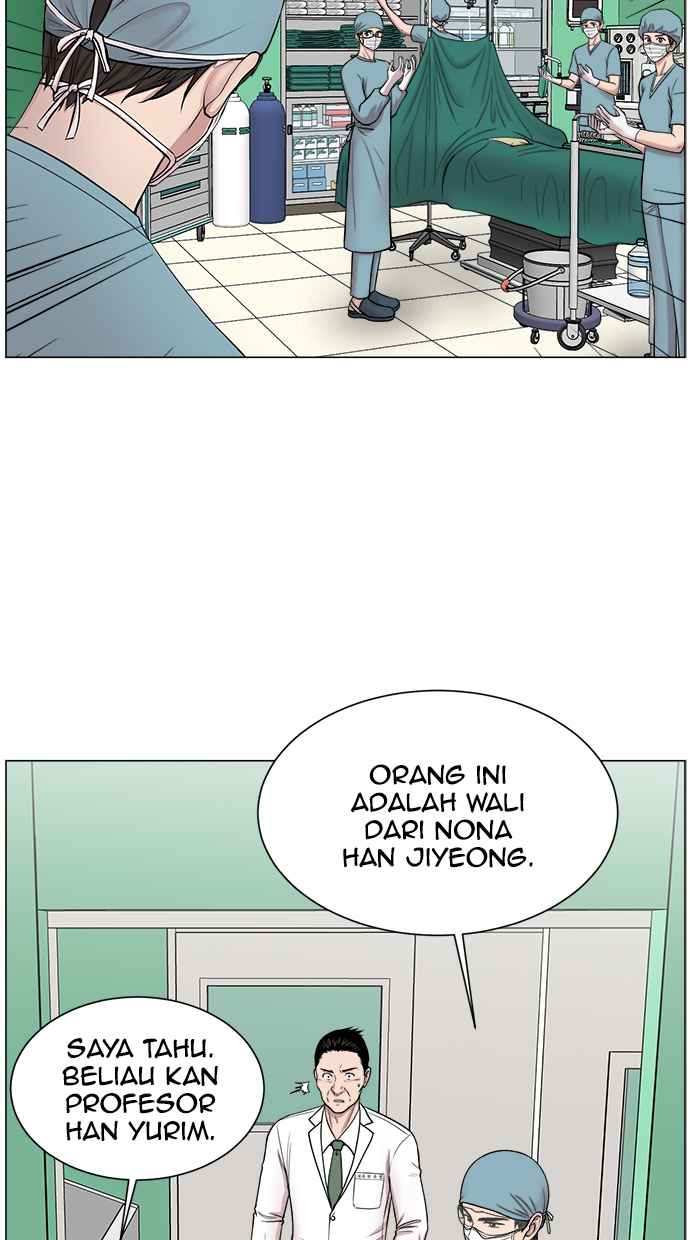 ORANG INI
ADALAH WALI
DARI NONA
HAN JIYEONG.
SAYA TAHU.
BELIAU KAN
PROFESOR
HAN YURIM.